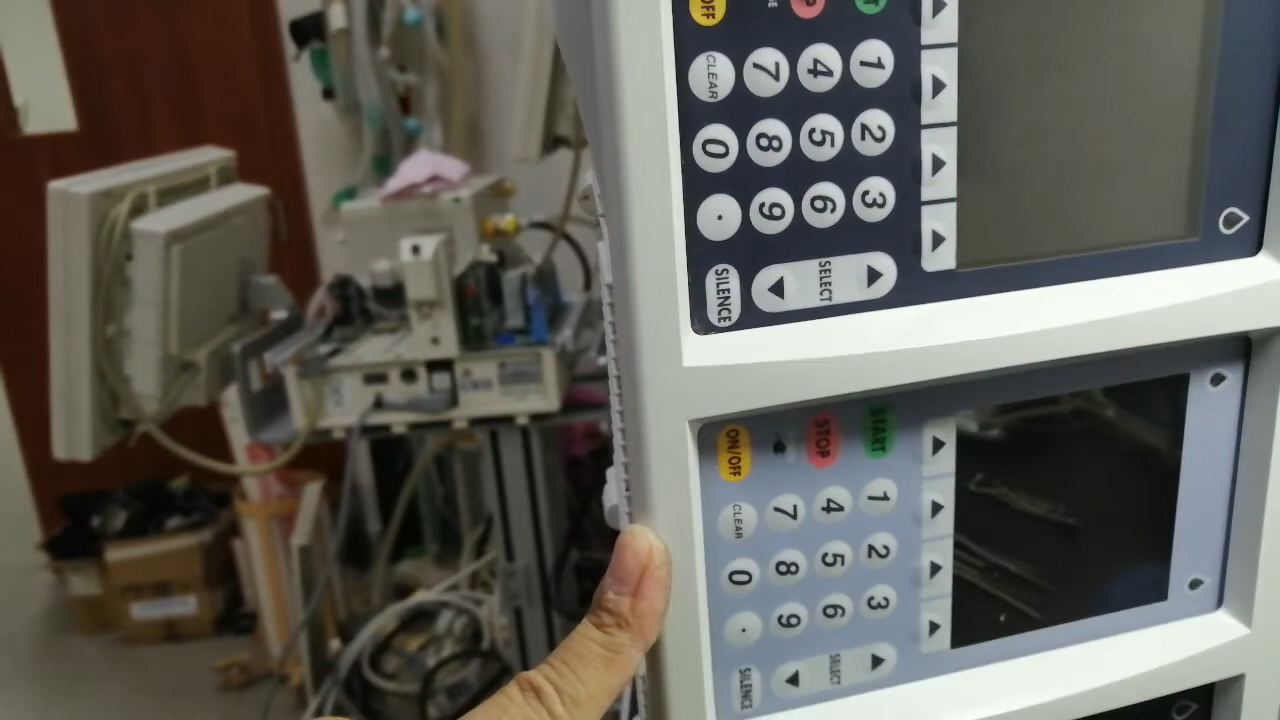 T 1 2 3
P 4 5 6 SELECT
7 8 9
OFF CLEAR 0 . SILENCE
START 1 2 3
STOP 4 5 6 SELECT
7 8 9
ON/OFF CLEAR 0 . SILENCE